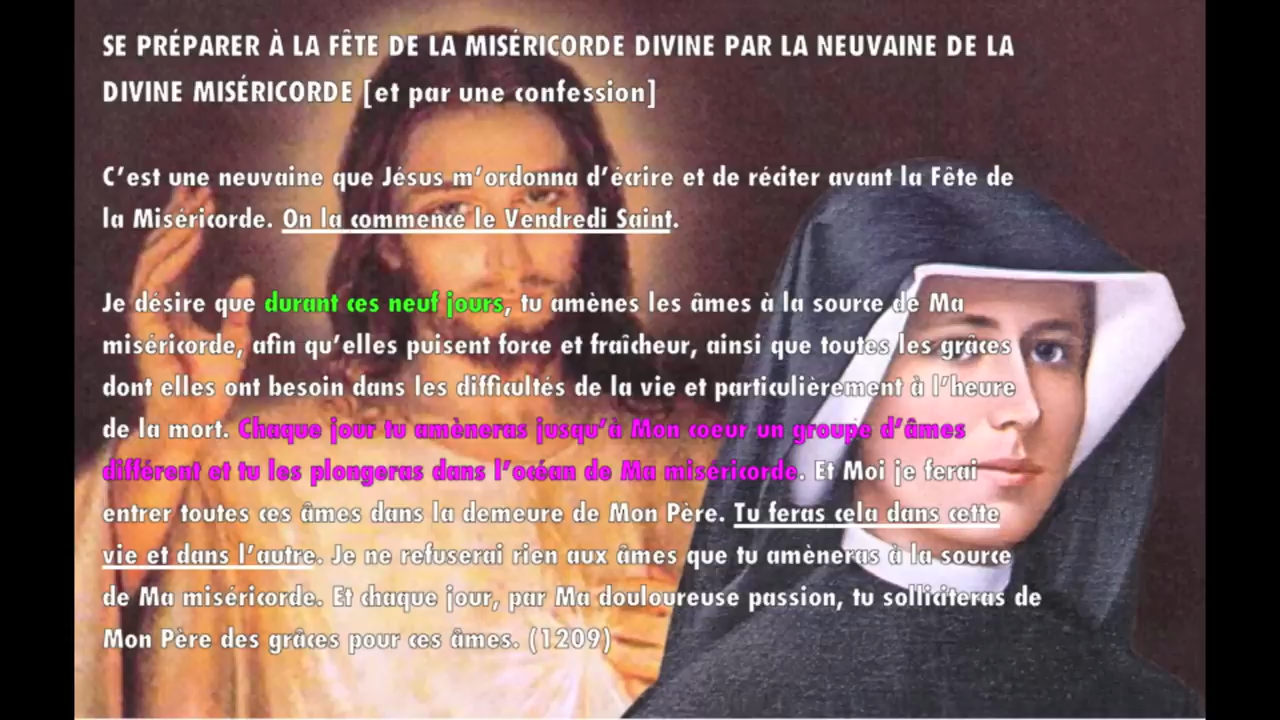 SE PRÉPARER À LA FÊTE DE LA MISÉRICORDE DIVINE PAR LA NEUVAINE DE LA
DIVINE MISÉRICORDE [et par une confession]
C'est une neuvaine que Jésus m'ordonna d'écrire et de réciter avant la Fête de
la Miséricorde. On la commence le Vendredi Saint.
Je désire que durant ces neuf jours, tu amènes les âmes à la source de Ma
miséricorde, afin qu'elles puisent force et fraîcheur, ainsi que toutes les grâces
dont elles ont besoin dans les difficultés de la vie et particulièrement à l'heure
de la mort. Chaque jour tu amèneras jusqu'à Mon coeur un groupe d'âmes
différent et tu les plongeras dans l'océan de Ma miséricorde. Et Moi je ferai
entrer toutes ces âmes dans la demeure de Mon Père. Tu feras cela dans cette
vie et dans l'autre. Je ne refuserai rien aux âmes que tu amèneras à la source
de Ma miséricorde. Et chaque jour, par Ma douloureuse passion, tu solliciteras de
Mon Père des grâces pour ces âmes. (1209)